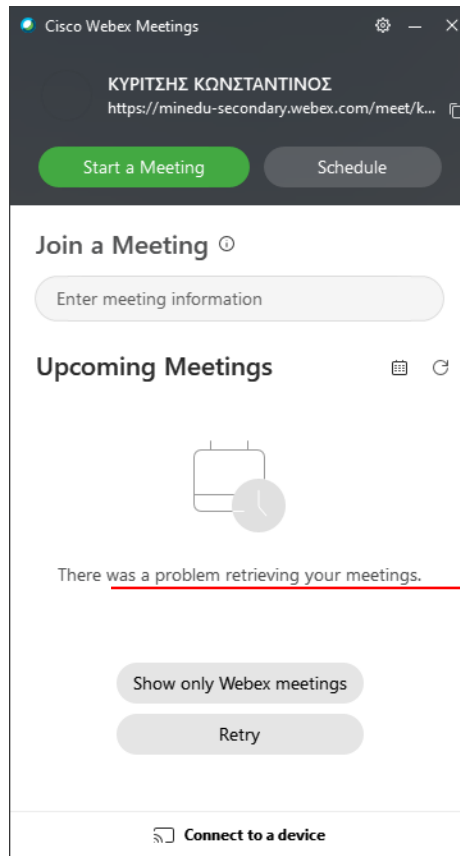 Cisco Webex Meetings
ΚΥΡΙΤΣΗΣ ΚΩΝΣΤΑΝΤΙΝΟΣ
https://minedu-secondary.webex.com/meet/k...
Start a Meeting
Schedule
Join a Meeting
Enter meeting information
Upcoming Meetings
There was a problem retrieving your meetings.
Show only Webex meetings
Retry
Connect to a device